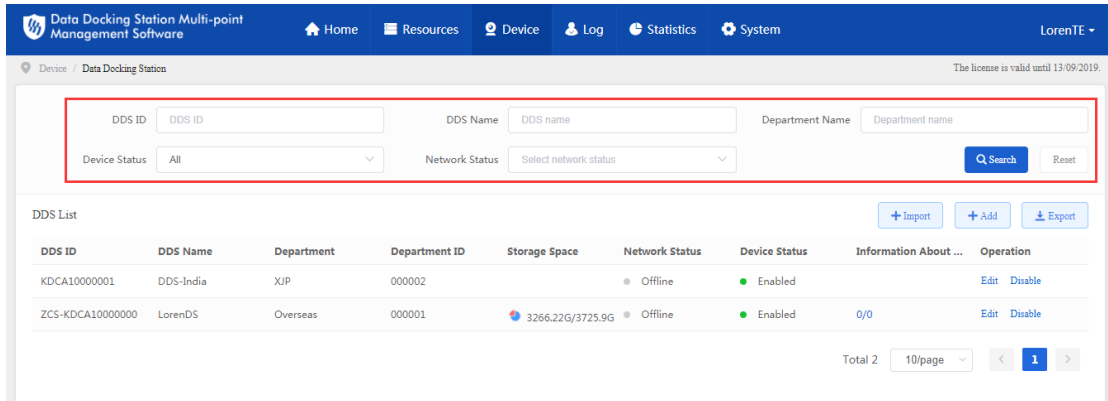 Data Docking Station Multi-point
Management Software
Home Resources Device Log Statistics System LorenTE
Device / Data Docking Station The license is valid until 13/09/2019.
DDS ID DDS ID DDS Name DDS name Department Name Department name
Device Status All Network Status Select network status Search Reset
DDS List Import Add Export
DDS ID DDS Name Department Department ID Storage Space Network Status Device Status Information About ... Operation
KDCA10000001 DDS-India XJP 000002 Offline Enabled Edit Disable
ZCS-KDCA10000000 LorenDS Overseas 000001 3266.22G/3725.9G Offline Enabled 0/0 Edit Disable
Total 2 10/page < 1 >